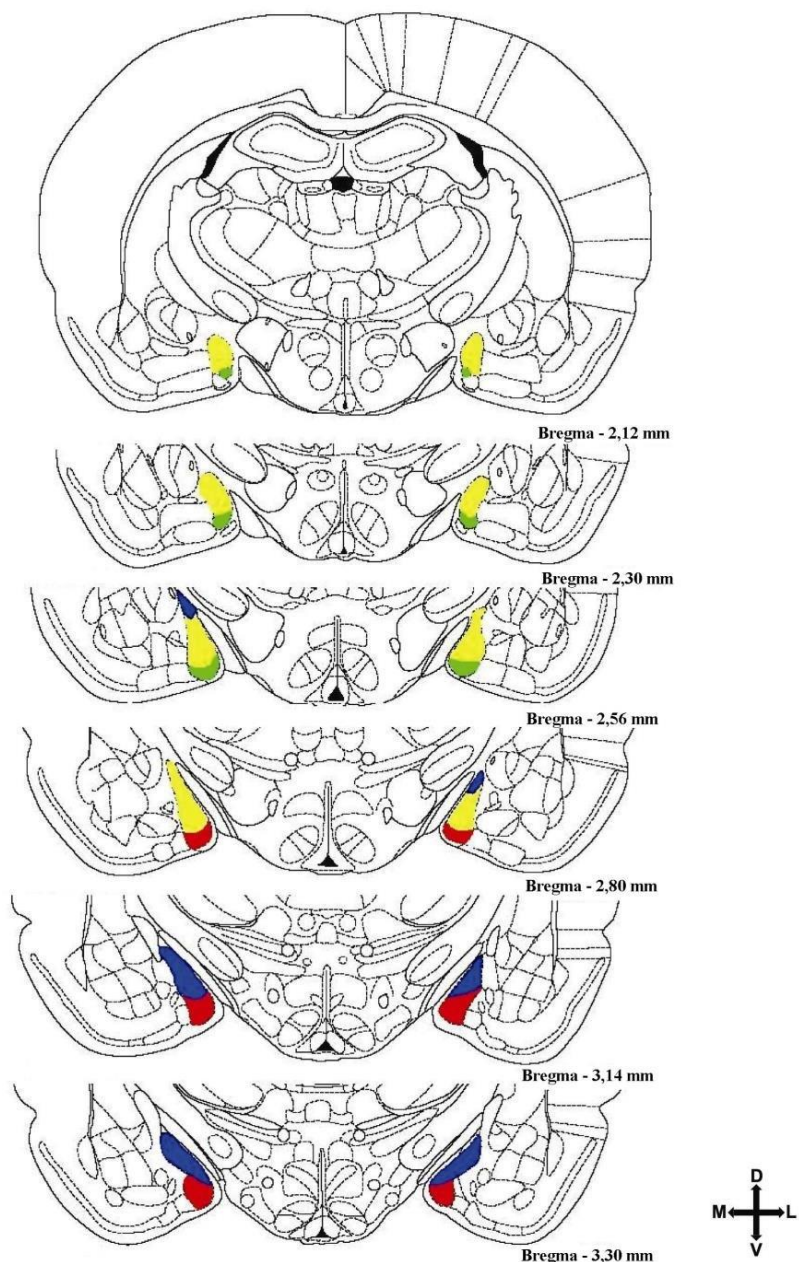 Bregma - 2,12 mm
Bregma - 2,30 mm
Bregma - 2,56 mm
Bregma - 2,80 mm
Bregma - 3,14 mm
D
M L
V
Bregma - 3,30 mm